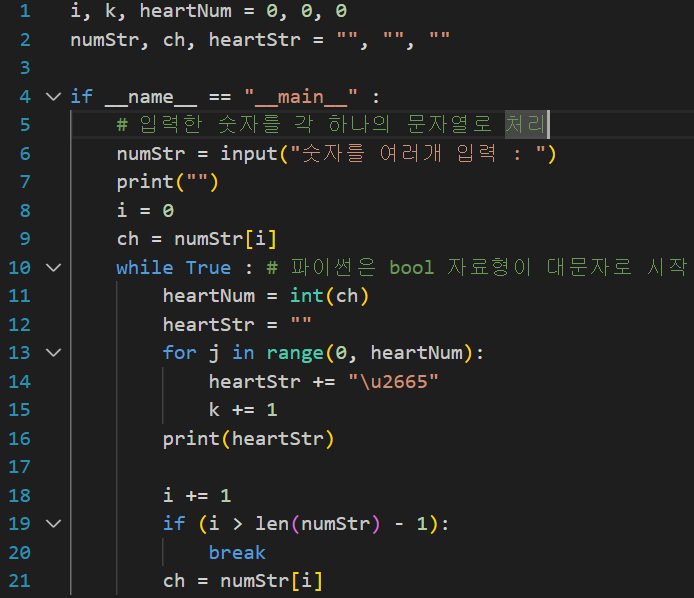 1 i, k, heartNum = 0, 0, 0
2 numStr, ch, heartStr = "", "", ""
3
4 if __name__ == "__main__" :
5 # 입력한 숫자를 각 하나의 문자열로 처리
6 numStr = input("숫자를 여러개 입력 : ")
7 print("")
8 i = 0
9 ch = numStr[i]
10 while True : # 파이썬은 bool 자료형이 대문자로 시작
11 heartNum = int(ch)
12 heartStr = ""
13 for j in range(0, heartNum):
14 heartStr += "\u2665"
15 k += 1
16 print(heartStr)
17
18 i += 1
19 if (i > len(numStr) - 1):
20 break
21 ch = numStr[i]